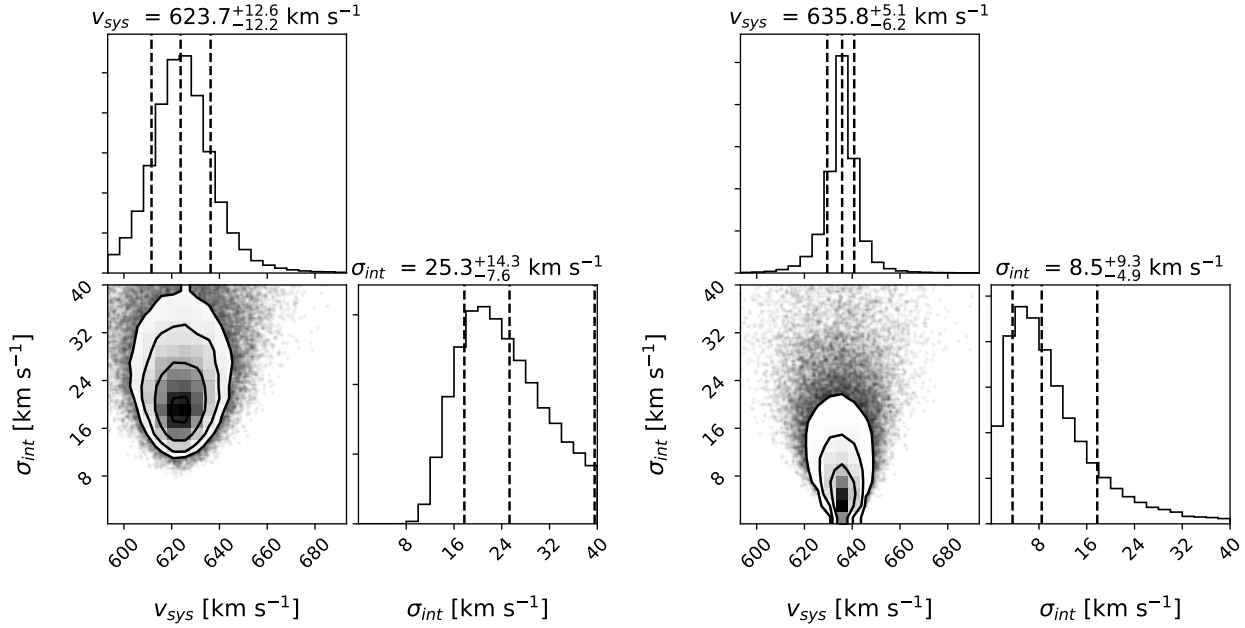 v_sys = 623.7 +12.6 −12.2 km s⁻¹
σ_int = 25.3 +14.3 −7.6 km s⁻¹
40
32
24
16
8
σ_int [km s⁻¹]
600 620 640 660 680
v_sys [km s⁻¹]
8 16 24 32 40
σ_int [km s⁻¹]
v_sys = 635.8 +5.1 −6.2 km s⁻¹
σ_int = 8.5 +9.3 −4.9 km s⁻¹
40
32
24
16
8
σ_int [km s⁻¹]
600 620 640 660 680
v_sys [km s⁻¹]
8 16 24 32 40
σ_int [km s⁻¹]